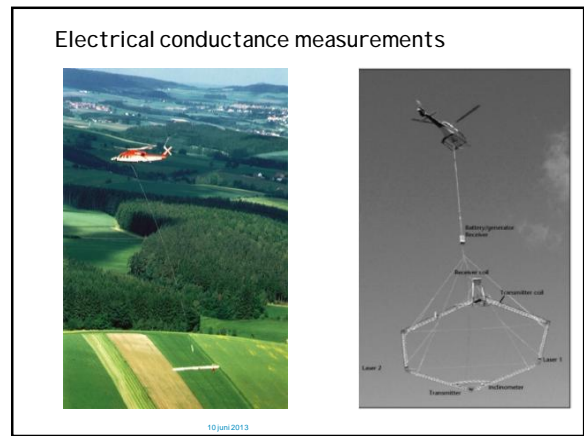 Electrical conductance measurements
Battery/generator
Receiver
Receiver coil
Transmitter coil
Laser 2
Laser 1
Inclinometer
Transmitter
10 juni 2013